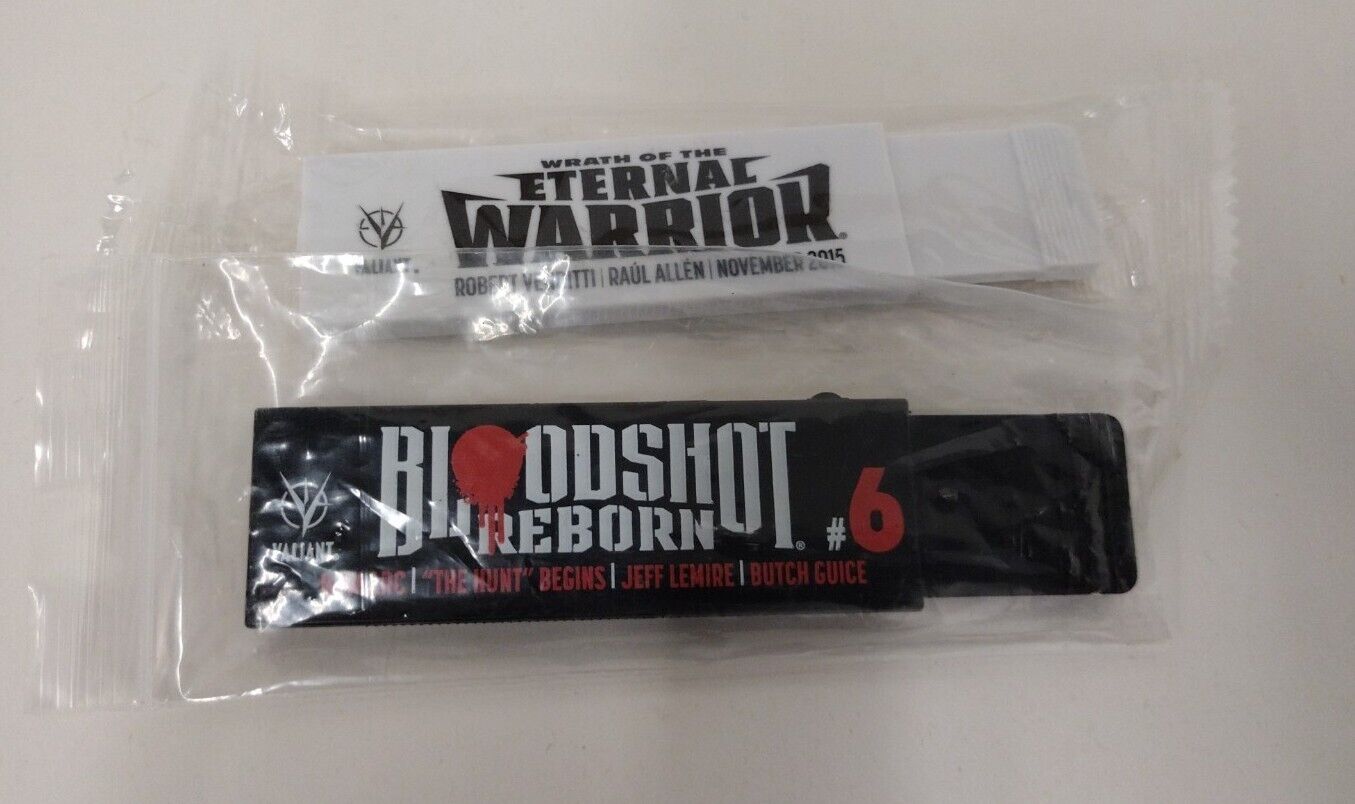 WRATH OF THE
ETERNAL
WARRIOR®
VALIANT
ROBERT VENDITTI | RAÚL ALLÉN | NOVEMBER 2015
BLOODSHOT
REBORN®
#6
VALIANT
ARC | "THE HUNT" BEGINS | JEFF LEMIRE | BUTCH GUICE